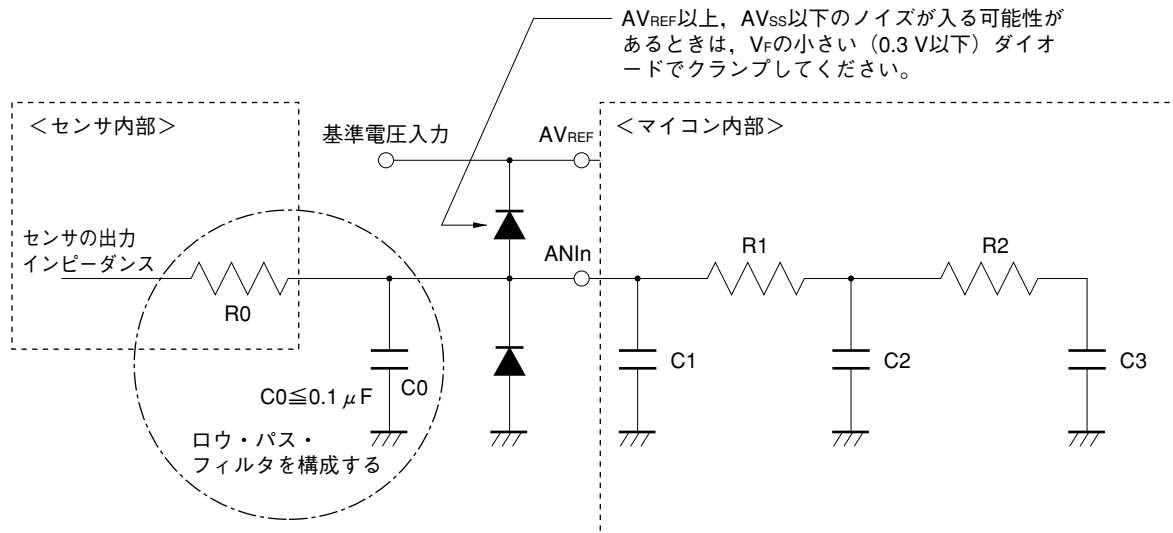 AVREF以上，AVSS以下のノイズが入る可能性が
あるときは，VFの小さい（0.3 V以下）ダイオ
ードでクランプしてください。
＜センサ内部＞
基準電圧入力
AVREF
＜マイコン内部＞
センサの出力
インピーダンス
R0
ANIn
R1
R2
C0
C0≦0.1 μF
C1
C2
C3
ロウ・パス・
フィルタを構成する